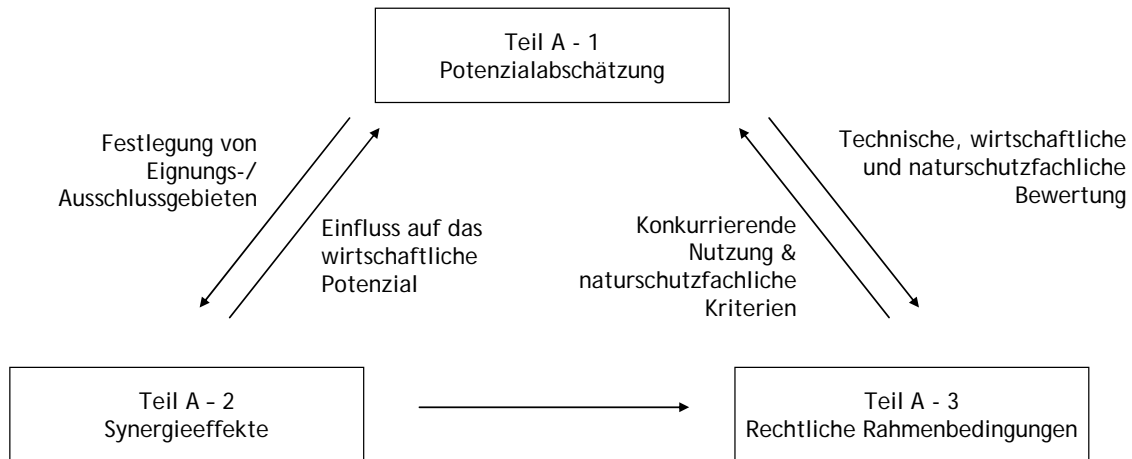 Teil A - 1
Potenzialabschätzung
Festlegung von
Eignungs-/
Ausschlussgebieten
Technische, wirtschaftliche
und naturschutzfachliche
Bewertung
Einfluss auf das
wirtschaftliche
Potenzial
Konkurrierende
Nutzung &
naturschutzfachliche
Kriterien
Teil A – 2
Synergieeffekte
Teil A - 3
Rechtliche Rahmenbedingungen